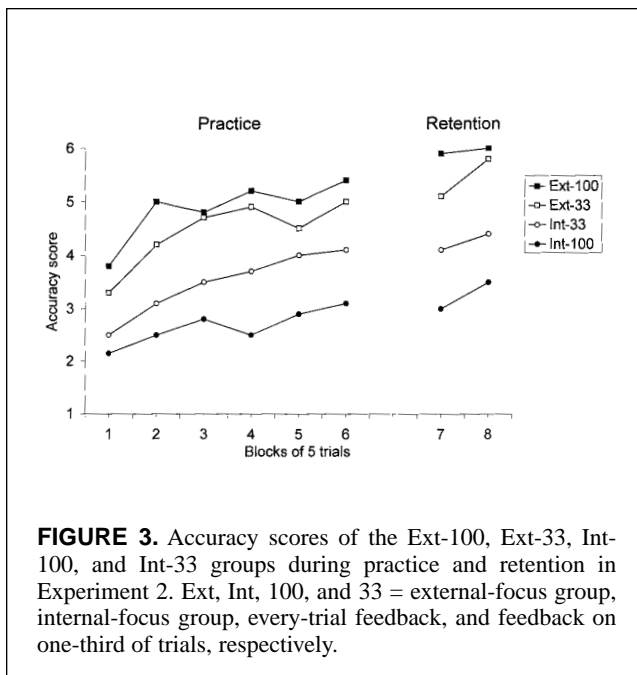 Practice
Retention
6
5
4
3
2
1
Accuracy score
Ext-100
Ext-33
Int-33
Int-100
1 2 3 4 5 6 7 8
Blocks of 5 trials
FIGURE 3. Accuracy scores of the Ext-100, Ext-33, Int-
100, and Int-33 groups during practice and retention in
Experiment 2. Ext, Int, 100, and 33 = external-focus group,
internal-focus group, every-trial feedback, and feedback on
one-third of trials, respectively.